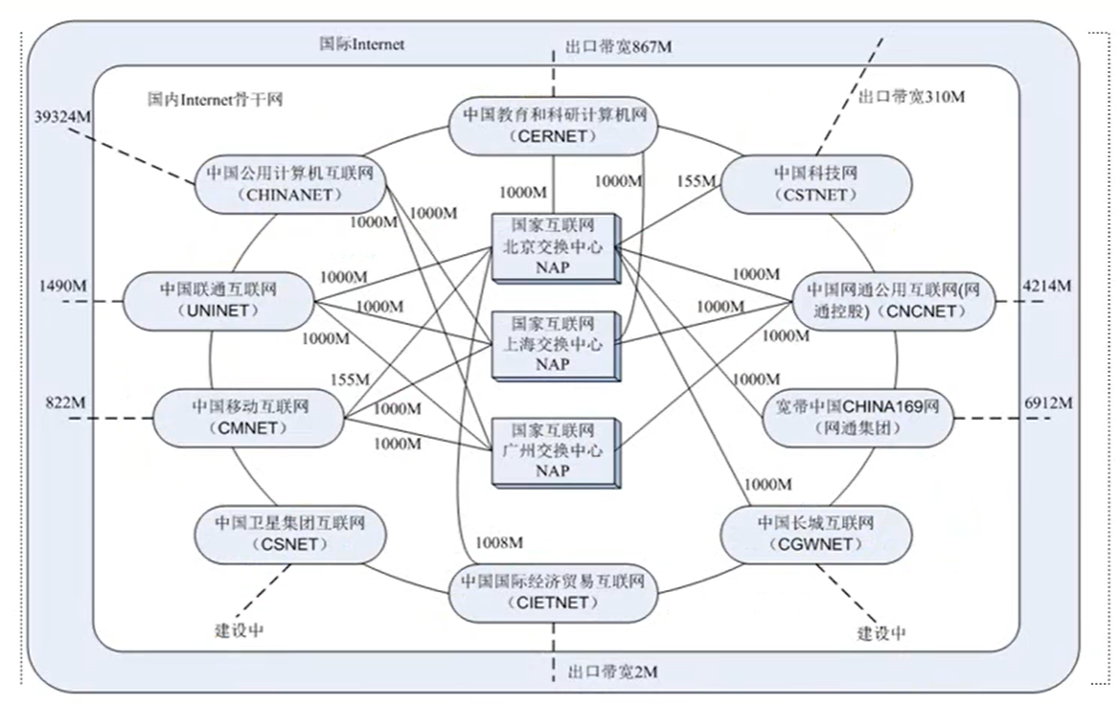 国际Internet
出口带宽867M
国内Internet骨干网
出口带宽310M
39324M
中国教育和科研计算机网
（CERNET）
中国公用计算机互联网
（CHINANET）
中国科技网
（CSTNET）
1000M
1000M
155M
1000M
1000M
国家互联网
北京交换中心
NAP
1490M
中国联通互联网
（UNINET）
1000M
1000M
1000M
1000M
1000M
1000M
中国网通公用互联网(网
通控股)（CNCNET）
4214M
国家互联网
上海交换中心
NAP
822M
中国移动互联网
（CMNET）
155M
1000M
1000M
1000M
宽带中国CHINA169网
（网通集团）
6912M
国家互联网
广州交换中心
NAP
1000M
中国卫星集团互联网
（CSNET）
中国长城互联网
（CGWNET）
1008M
中国国际经济贸易互联网
（CIETNET）
建设中
建设中
出口带宽2M